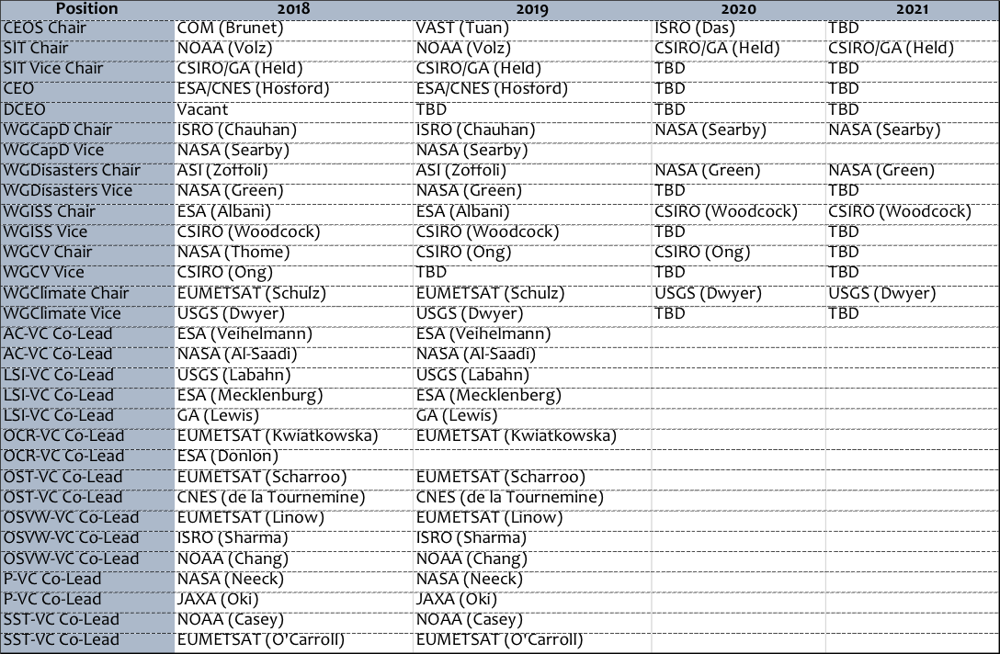 Position 2018 2019 2020 2021
CEOS Chair COM (Brunet) VAST (Tuan) ISRO (Das) TBD
SIT Chair NOAA (Volz) NOAA (Volz) CSIRO/GA (Held) CSIRO/GA (Held)
SIT Vice Chair CSIRO/GA (Held) CSIRO/GA (Held) TBD TBD
CEO ESA/CNES (Hosford) ESA/CNES (Hosford) TBD TBD
DCEO Vacant TBD TBD TBD
WGCapD Chair ISRO (Chauhan) ISRO (Chauhan) NASA (Searby) NASA (Searby)
WGCapD Vice NASA (Searby) NASA (Searby)
WGDisasters Chair ASI (Zoffoli) ASI (Zoffoli) NASA (Green) NASA (Green)
WGDisasters Vice NASA (Green) NASA (Green) TBD TBD
WGISS Chair ESA (Albani) ESA (Albani) CSIRO (Woodcock) CSIRO (Woodcock)
WGISS Vice CSIRO (Woodcock) CSIRO (Woodcock) TBD TBD
WGCV Chair NASA (Thome) CSIRO (Ong) CSIRO (Ong) TBD
WGCV Vice CSIRO (Ong) TBD TBD TBD
WGClimate Chair EUMETSAT (Schulz) EUMETSAT (Schulz) USGS (Dwyer) USGS (Dwyer)
WGClimate Vice USGS (Dwyer) USGS (Dwyer) TBD TBD
AC-VC Co-Lead ESA (Veihelmann) ESA (Veihelmann)
AC-VC Co-Lead NASA (Al-Saadi) NASA (Al-Saadi)
LSI-VC Co-Lead USGS (Labahn) USGS (Labahn)
LSI-VC Co-Lead ESA (Mecklenburg) ESA (Mecklenberg)
LSI-VC Co-Lead GA (Lewis) GA (Lewis)
OCR-VC Co-Lead EUMETSAT (Kwiatkowska) EUMETSAT (Kwiatkowska)
OCR-VC Co-Lead ESA (Donlon)
OST-VC Co-Lead EUMETSAT (Scharroo) EUMETSAT (Scharroo)
OST-VC Co-Lead CNES (de la Tournemine) CNES (de la Tournemine)
OSVW-VC Co-Lead EUMETSAT (Linow) EUMETSAT (Linow)
OSVW-VC Co-Lead ISRO (Sharma) ISRO (Sharma)
OSVW-VC Co-Lead NOAA (Chang) NOAA (Chang)
P-VC Co-Lead NASA (Neeck) NASA (Neeck)
P-VC Co-Lead JAXA (Oki) JAXA (Oki)
SST-VC Co-Lead NOAA (Casey) NOAA (Casey)
SST-VC Co-Lead EUMETSAT (O'Carroll) EUMETSAT (O'Carroll)